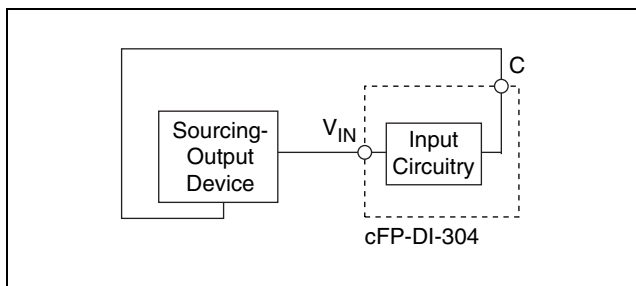 C
Sourcing-
Output
Device
VIN
Input
Circuitry
cFP-DI-304